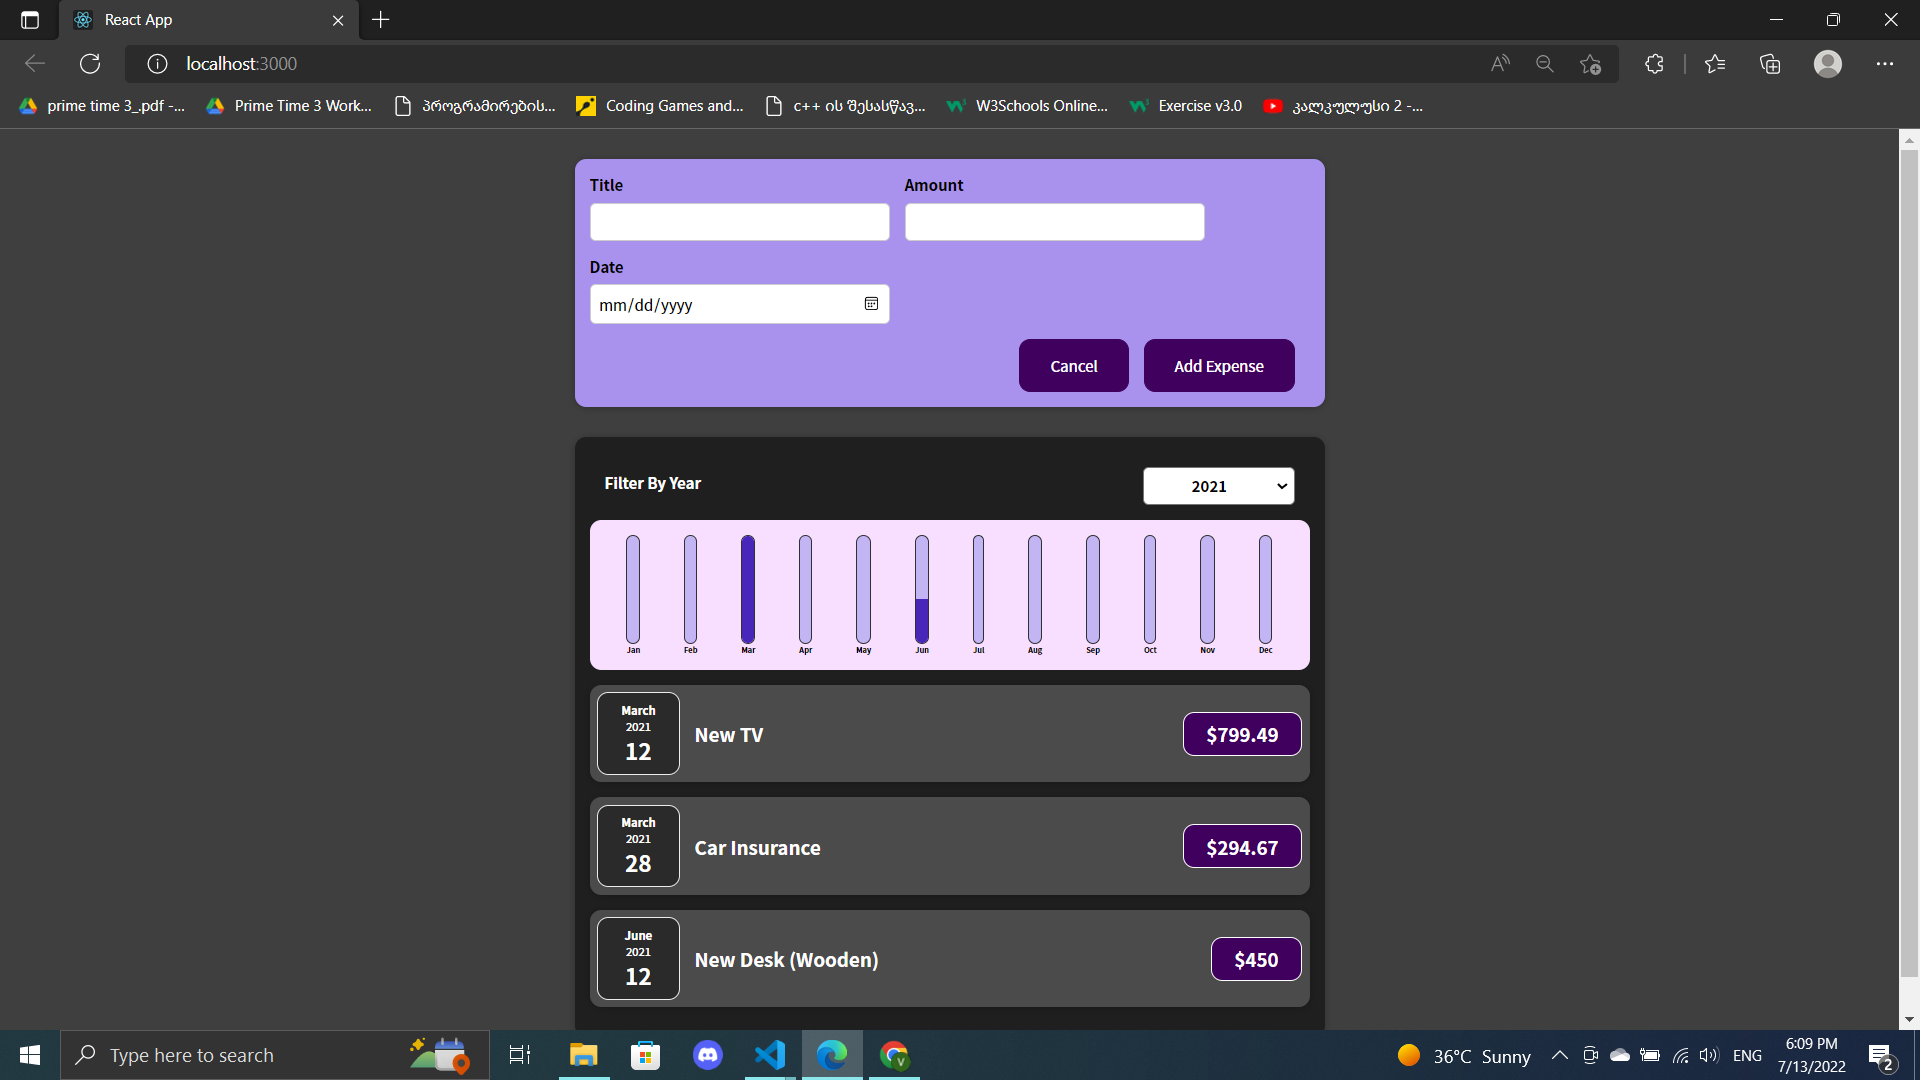 React App
localhost:3000
prime time 3_.pdf -...
Prime Time 3 Work...
პროგრამირების...
Coding Games and...
c++ ის შესასწავ...
W3Schools Online...
Exercise v3.0
კალკულუსი 2 -...
Title
Amount
Date
mm/dd/yyyy
Cancel
Add Expense
Filter By Year
2021
Jan Feb Mar Apr May Jun Jul Aug Sep Oct Nov Dec
March
2021
12
New TV
$799.49
March
2021
28
Car Insurance
$294.67
June
2021
12
New Desk (Wooden)
$450
Type here to search
36°C Sunny
ENG
6:09 PM
7/13/2022
2